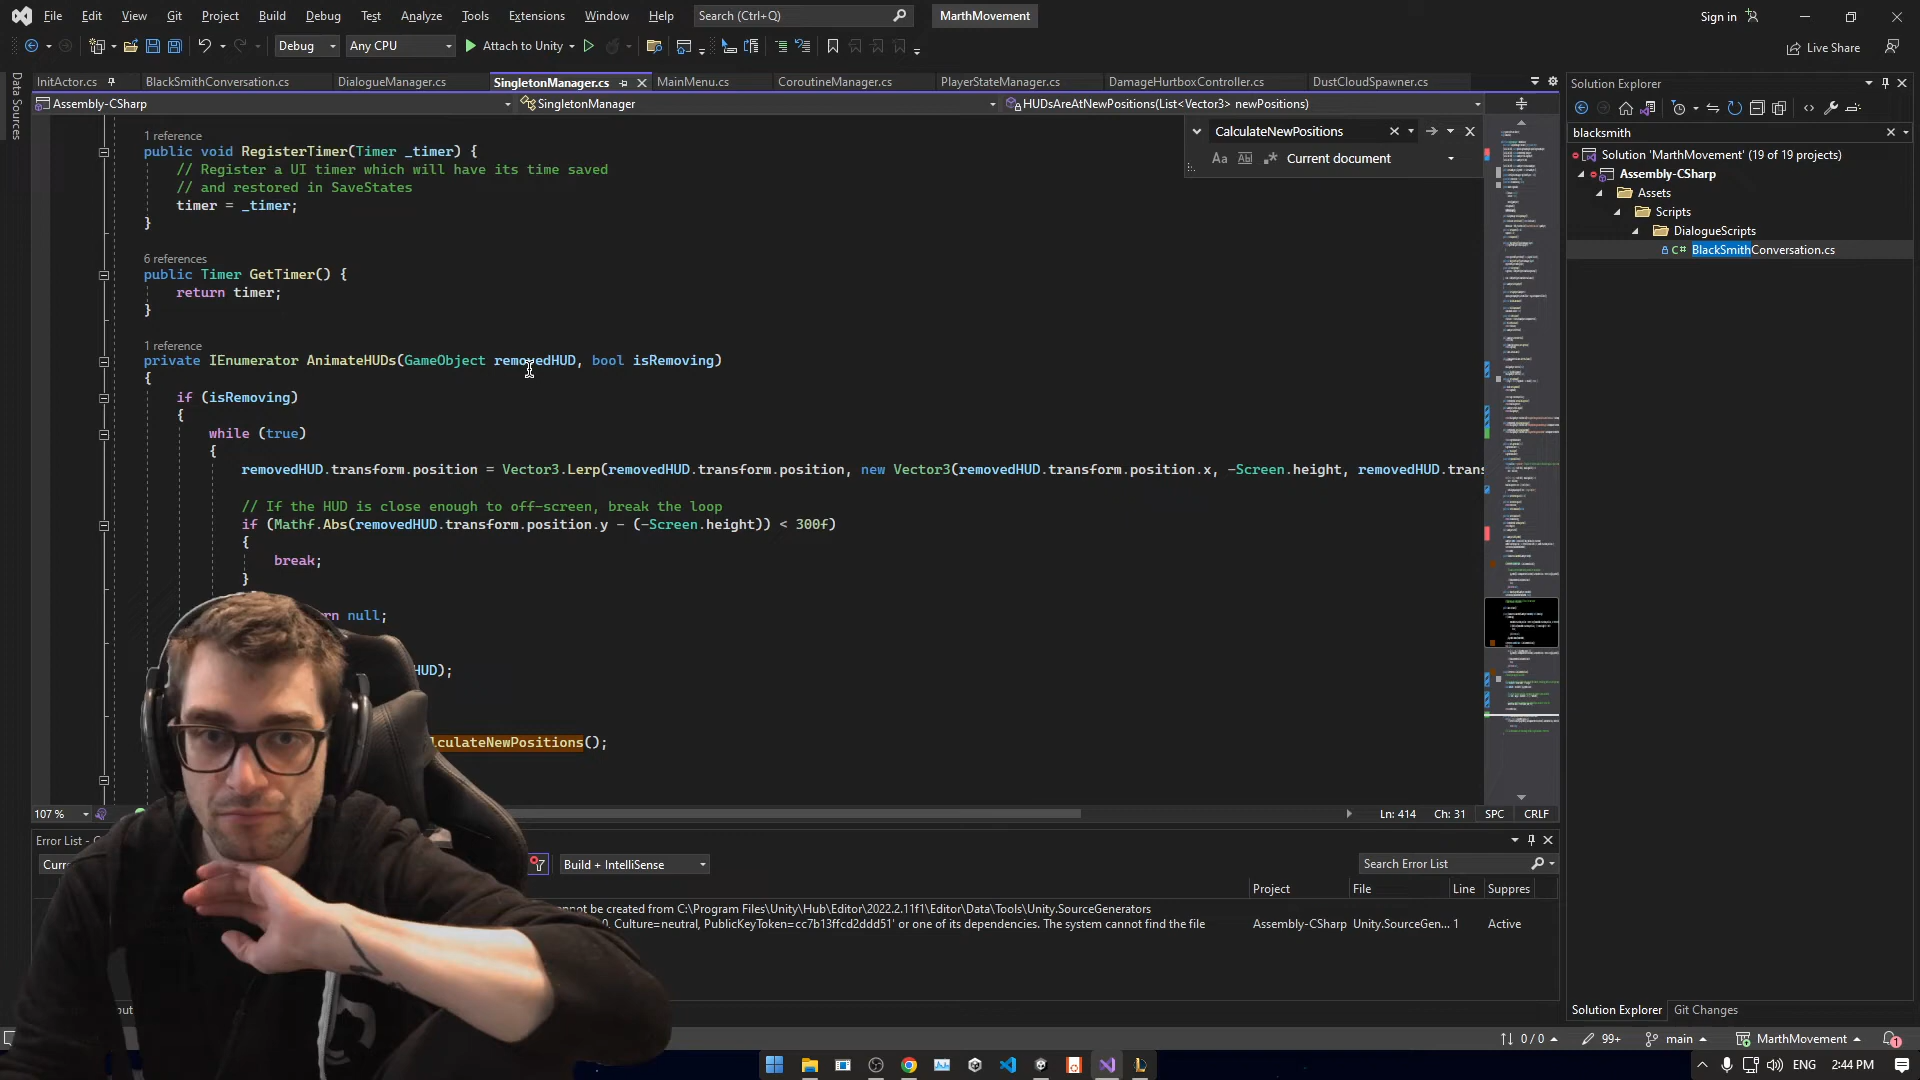 File Edit View Git Project Build Debug Test Analyze Tools Extensions Window Help Search (Ctrl+Q) MarthMovement Sign in
Debug Any CPU Attach to Unity Live Share
InitActor.cs BlackSmithConversation.cs DialogueManager.cs SingletonManager.cs MainMenu.cs CoroutineManager.cs PlayerStateManager.cs DamageHurtboxController.cs DustCloudSpawner.cs
Data Sources
Assembly-CSharp SingletonManager HUDsAreAtNewPositions(List<Vector3> newPositions)
CalculateNewPositions
Aa Ab Current document
1 reference
public void RegisterTimer(Timer _timer) {
// Register a UI timer which will have its time saved
// and restored in SaveStates
timer = _timer;
}
6 references
public Timer GetTimer() {
return timer;
}
1 reference
private IEnumerator AnimateHUDs(GameObject removedHUD, bool isRemoving)
{
if (isRemoving)
{
while (true)
{
removedHUD.transform.position = Vector3.Lerp(removedHUD.transform.position, new Vector3(removedHUD.transform.position.x, -Screen.height, removedHUD.trans
// If the HUD is close enough to off-screen, break the loop
if (Mathf.Abs(removedHUD.transform.position.y - (-Screen.height)) < 300f)
{
break;
}
rn null;
HUD);
lculateNewPositions();
107 % Ln: 414 Ch: 31 SPC CRLF
Error List - C
Curr Build + IntelliSense Search Error List
Project File Line Suppres
nnot be created from C:\Program Files\Unity\Hub\Editor\2022.2.11f1\Editor\Data\Tools\Unity.SourceGenerators
0, Culture=neutral, PublicKeyToken=cc7b13ffcd2ddd51' or one of its dependencies. The system cannot find the file Assembly-CSharp Unity.SourceGen... 1 Active
put
Solution Explorer
blacksmith
Solution 'MarthMovement' (19 of 19 projects)
Assembly-CSharp
Assets
Scripts
DialogueScripts
C# BlackSmithConversation.cs
Solution Explorer Git Changes
0 / 0 99+ main MarthMovement 1
ENG 2:44 PM